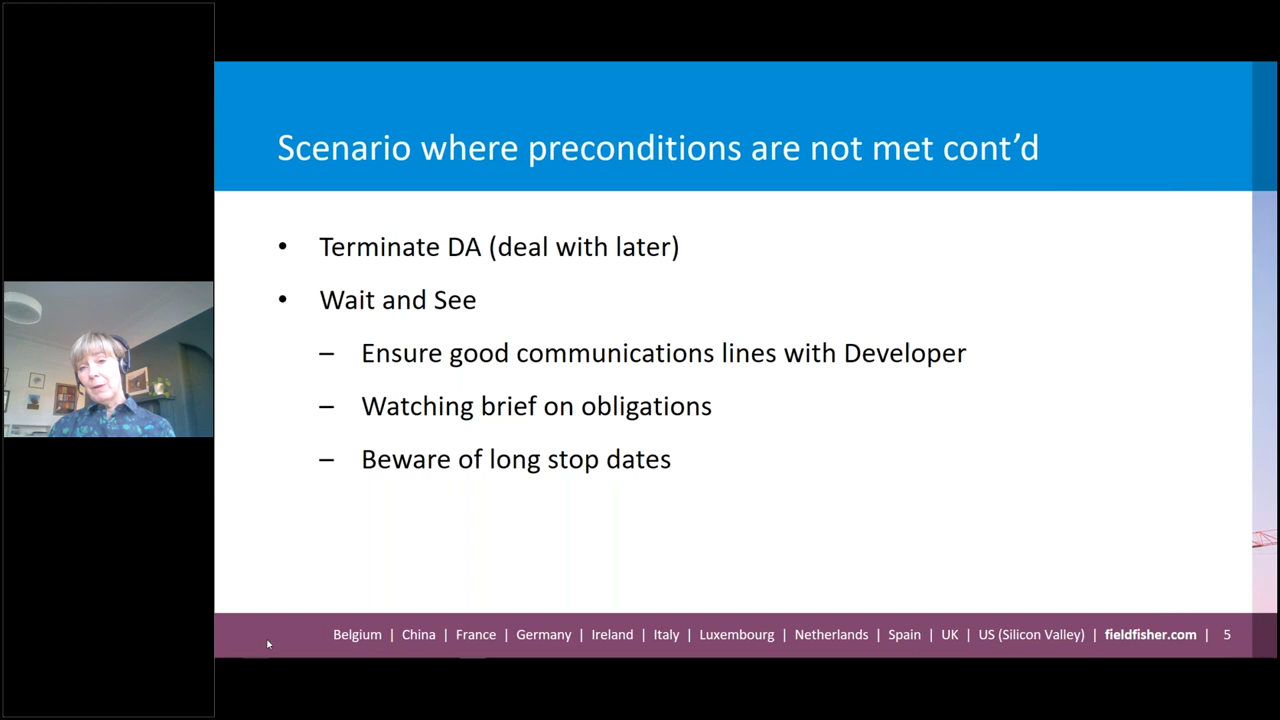 Scenario where preconditions are not met cont’d
• Terminate DA (deal with later)
• Wait and See
– Ensure good communications lines with Developer
– Watching brief on obligations
– Beware of long stop dates
Belgium | China | France | Germany | Ireland | Italy | Luxembourg | Netherlands | Spain | UK | US (Silicon Valley) | fieldfisher.com | 5